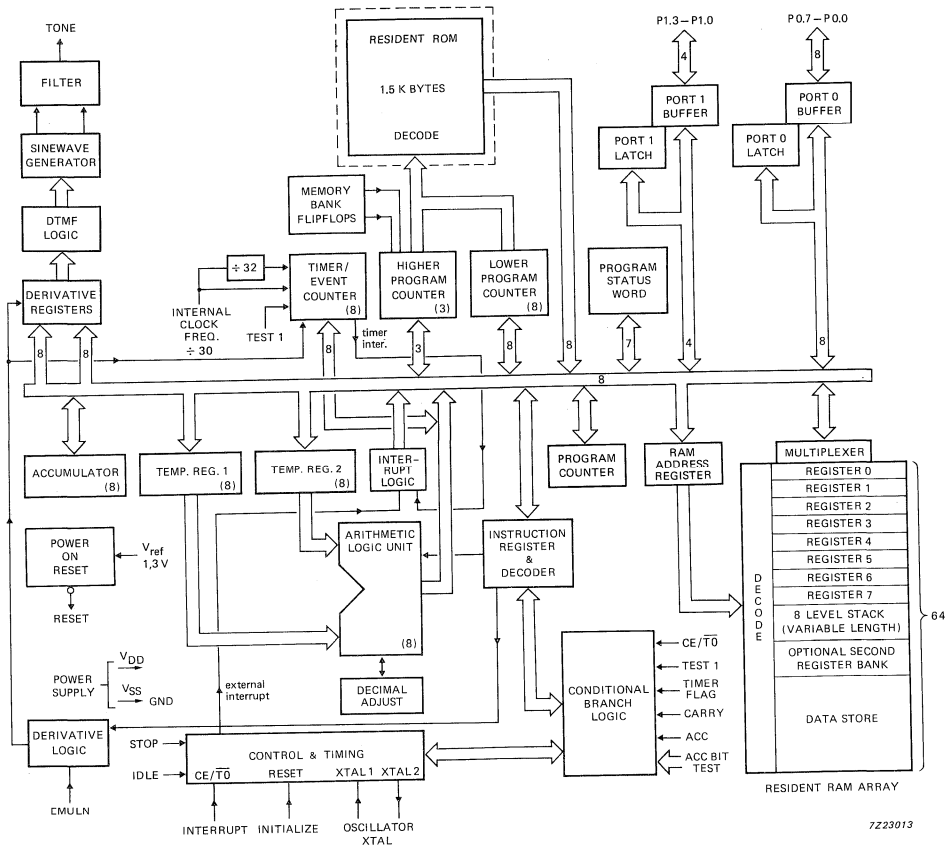 TONE
FILTER
SINEWAVE
GENERATOR
DTMF
LOGIC
DERIVATIVE
REGISTERS
8
8
RESIDENT ROM
1.5 K BYTES
DECODE
MEMORY
BANK
FLIPFLOPS
÷ 32
TIMER/
EVENT
COUNTER
(8)
HIGHER
PROGRAM
COUNTER
(3)
LOWER
PROGRAM
COUNTER
(8)
INTERNAL
CLOCK
FREQ.
÷ 30
TEST 1
timer
inter.
8
3
8
8
P1.3–P1.0
4
PORT 1
BUFFER
PORT 1
LATCH
P0.7–P0.0
8
PORT 0
BUFFER
PORT 0
LATCH
PROGRAM
STATUS
WORD
7
4
8
8
ACCUMULATOR
(8)
TEMP. REG. 1
(8)
TEMP. REG. 2
(8)
INTER–
RUPT
LOGIC
PROGRAM
COUNTER
RAM
ADDRESS
REGISTER
MULTIPLEXER
REGISTER 0
REGISTER 1
REGISTER 2
REGISTER 3
REGISTER 4
REGISTER 5
REGISTER 6
REGISTER 7
8 LEVEL STACK
(VARIABLE LENGTH)
OPTIONAL SECOND
REGISTER BANK
DATA STORE
DECODE
64
RESIDENT RAM ARRAY
POWER
ON
RESET
Vref
1,3 V
RESET
ARITHMETIC
LOGIC UNIT
(8)
INSTRUCTION
REGISTER
&
DECODER
DECIMAL
ADJUST
POWER
SUPPLY
VDD
VSS
GND
external
interrupt
CONDITIONAL
BRANCH
LOGIC
CE/T̅0̅
TEST 1
TIMER
FLAG
CARRY
ACC
ACC BIT
TEST
DERIVATIVE
LOGIC
EMULN
STOP
IDLE
CONTROL & TIMING
CE/T̅0̅ RESET XTAL 1 XTAL 2
INTERRUPT INITIALIZE OSCILLATOR
XTAL
7Z23013